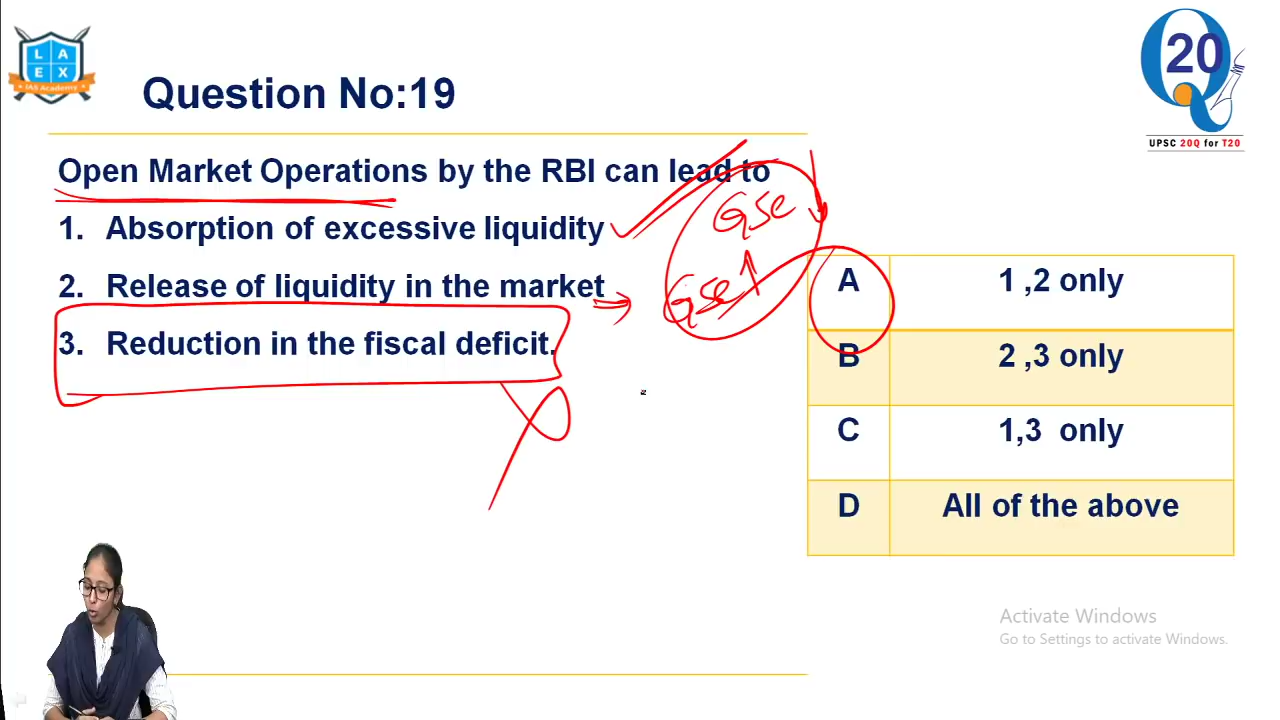 L A
E X
IAS Academy
Question No:19
20
UPSC 20Q for T20
Open Market Operations by the RBI can lead to
1. Absorption of excessive liquidity
2. Release of liquidity in the market
3. Reduction in the fiscal deficit.
GSec
GSec
A 1 ,2 only
B 2 ,3 only
C 1,3 only
D All of the above
Activate Windows
Go to Settings to activate Windows.